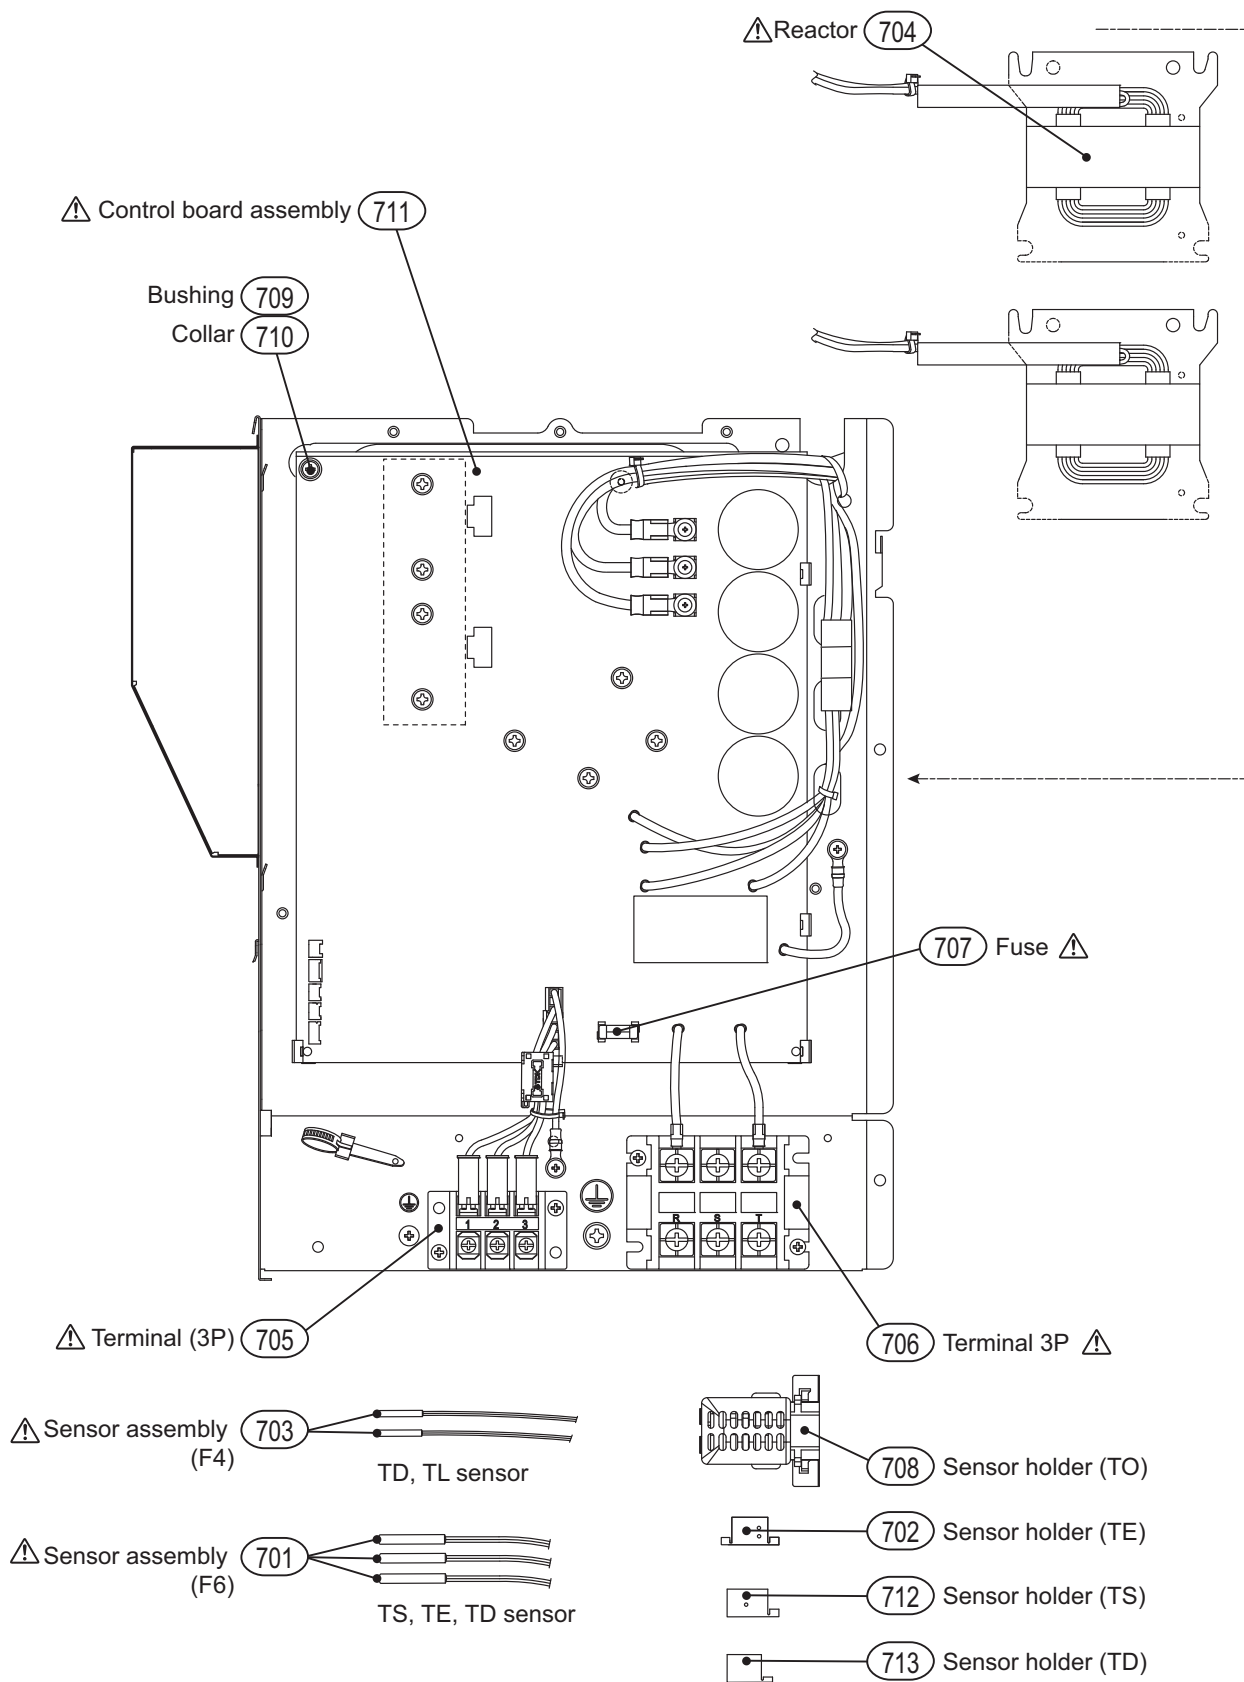 ⚠Reactor 704
⚠ Control board assembly 711
Bushing 709
Collar 710
707 Fuse ⚠
TDK
1 2 3
R S T
⚠ Terminal (3P) 705
706 Terminal 3P ⚠
⚠ Sensor assembly 703
(F4)
TD, TL sensor
708 Sensor holder (TO)
702 Sensor holder (TE)
⚠ Sensor assembly 701
(F6)
TS, TE, TD sensor
712 Sensor holder (TS)
713 Sensor holder (TD)